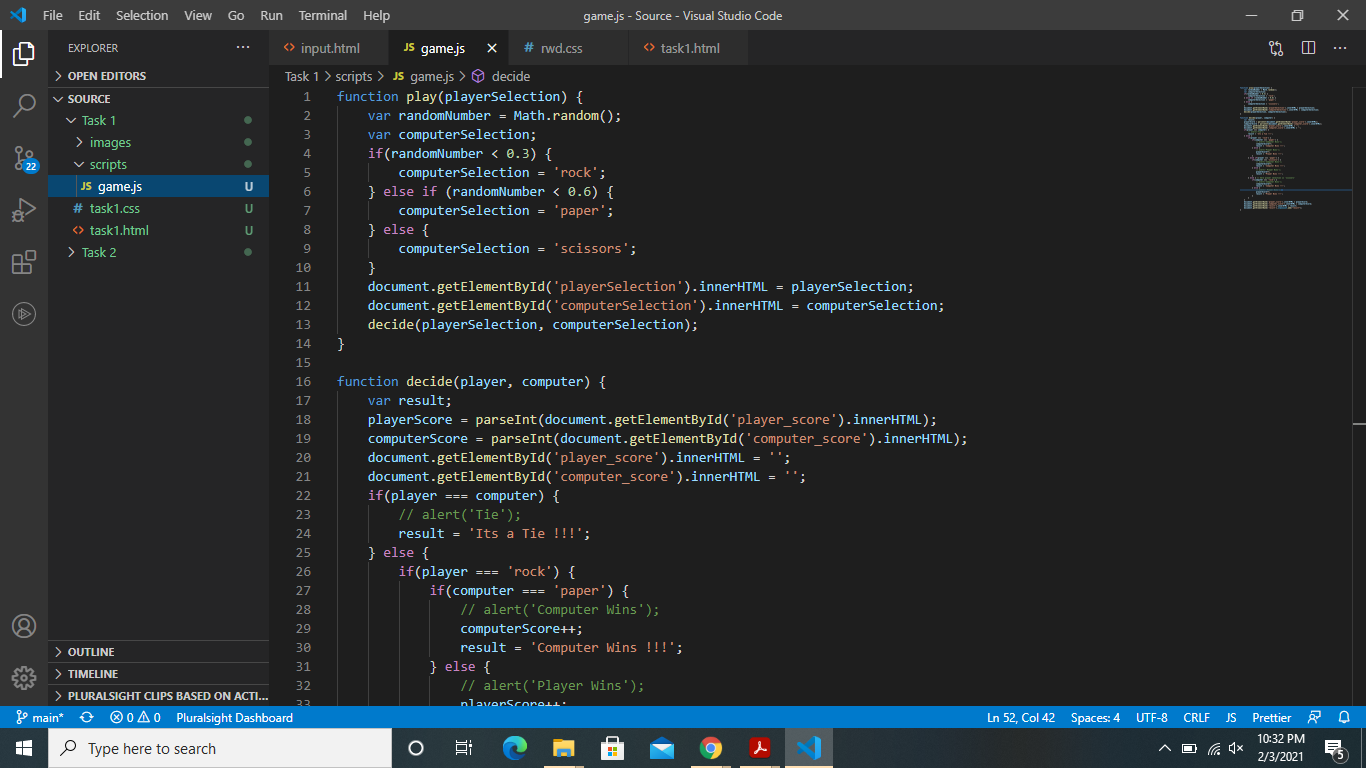 File Edit Selection View Go Run Terminal Help game.js - Source - Visual Studio Code
EXPLORER
OPEN EDITORS
SOURCE
Task 1
images
scripts
JS game.js U
# task1.css U
<> task1.html U
Task 2
OUTLINE
TIMELINE
PLURALSIGHT CLIPS BASED ON ACTI...
22
<> input.html JS game.js # rwd.css <> task1.html
Task 1 > scripts > JS game.js > decide
1 function play(playerSelection) {
2 var randomNumber = Math.random();
3 var computerSelection;
4 if(randomNumber < 0.3) {
5 computerSelection = 'rock';
6 } else if (randomNumber < 0.6) {
7 computerSelection = 'paper';
8 } else {
9 computerSelection = 'scissors';
10 }
11 document.getElementById('playerSelection').innerHTML = playerSelection;
12 document.getElementById('computerSelection').innerHTML = computerSelection;
13 decide(playerSelection, computerSelection);
14 }
15
16 function decide(player, computer) {
17 var result;
18 playerScore = parseInt(document.getElementById('player_score').innerHTML);
19 computerScore = parseInt(document.getElementById('computer_score').innerHTML);
20 document.getElementById('player_score').innerHTML = '';
21 document.getElementById('computer_score').innerHTML = '';
22 if(player === computer) {
23 // alert('Tie');
24 result = 'Its a Tie !!!';
25 } else {
26 if(player === 'rock') {
27 if(computer === 'paper') {
28 // alert('Computer Wins');
29 computerScore++;
30 result = 'Computer Wins !!!';
31 } else {
32 // alert('Player Wins');
33 playerScore++;
main* 0 0 Pluralsight Dashboard Ln 52, Col 42 Spaces: 4 UTF-8 CRLF JS Prettier
Type here to search
10:32 PM
2/3/2021
5